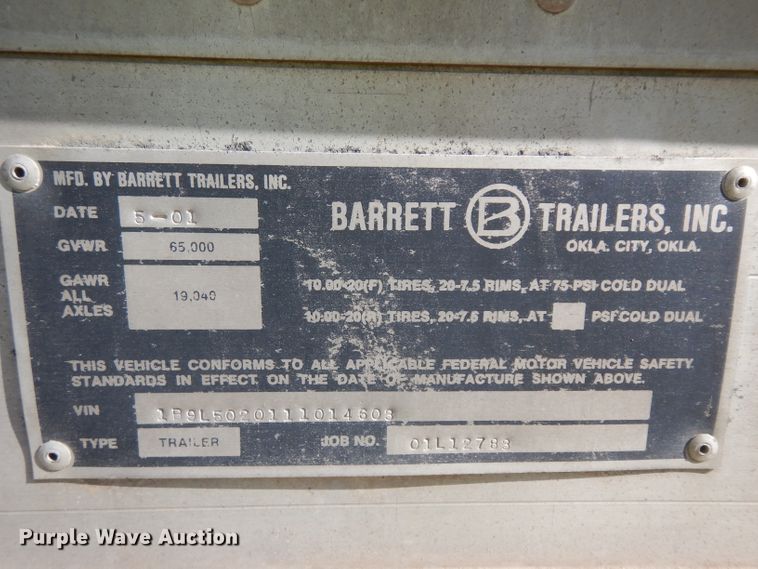 MFD. BY BARRETT TRAILERS, INC.
DATE 5-01
BARRETT B TRAILERS, INC.
OKLA. CITY, OKLA.
GVWR 65,000
GAWR ALL AXLES 19,040
10.00-20(F) TIRES, 20-7.5 RIMS, AT 75 PSI COLD DUAL
10.00-20(R) TIRES, 20-7.5 RIMS, AT PSI COLD DUAL
THIS VEHICLE CONFORMS TO ALL APPLICABLE FEDERAL MOTOR VEHICLE SAFETY
STANDARDS IN EFFECT ON THE DATE OF MANUFACTURE SHOWN ABOVE.
VIN
TYPE TRAILER JOB NO.
Purple Wave Auction